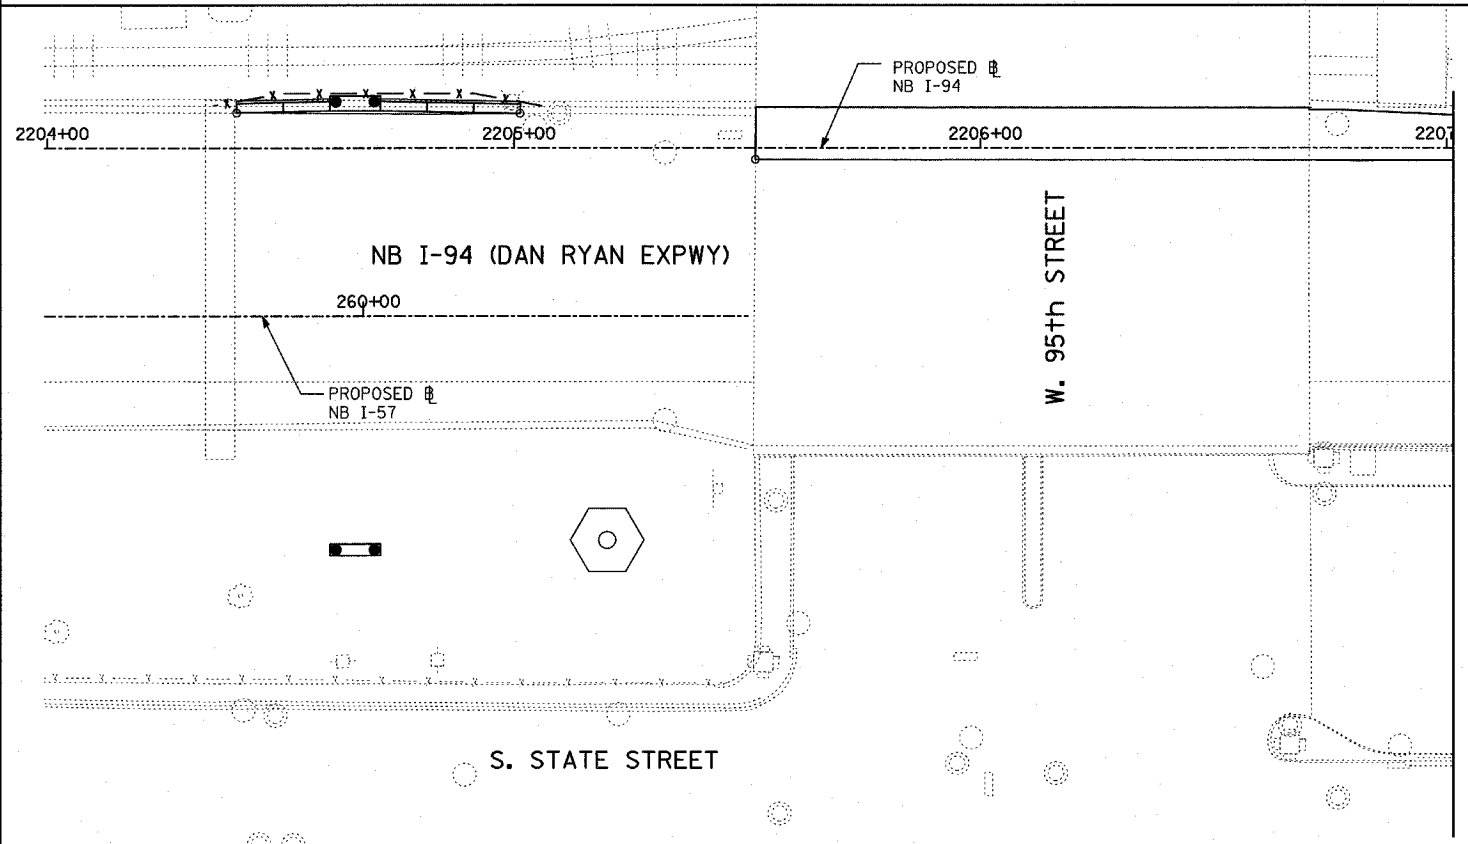 PROPOSED ℄
NB I-94
2204+00
2205+00
2206+00
2207
NB I-94 (DAN RYAN EXPWY)
W. 95th STREET
260+00
PROPOSED ℄
NB I-57
S. STATE STREET